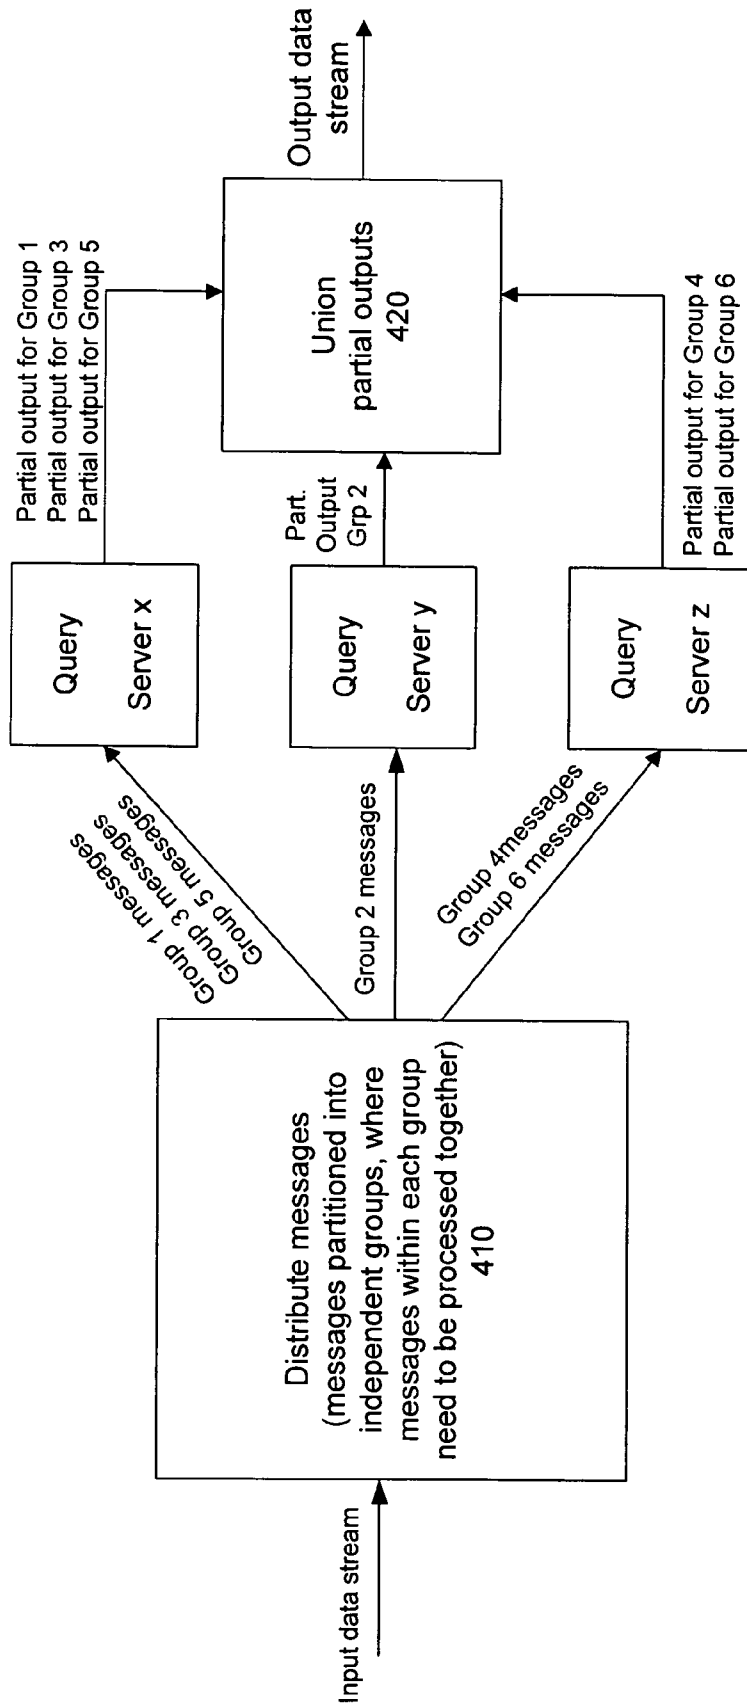 Input data stream
Distribute messages
(messages partitioned into
independent groups, where
messages within each group
need to be processed together)
410
Group 1 messages
Group 3 messages
Group 5 messages
Group 2 messages
Group 4messages
Group 6 messages
Query
Server x
Query
Server y
Query
Server z
Partial output for Group 1
Partial output for Group 3
Partial output for Group 5
Part.
Output
Grp 2
Partial output for Group 4
Partial output for Group 6
Union
partial outputs
420
Output data
stream